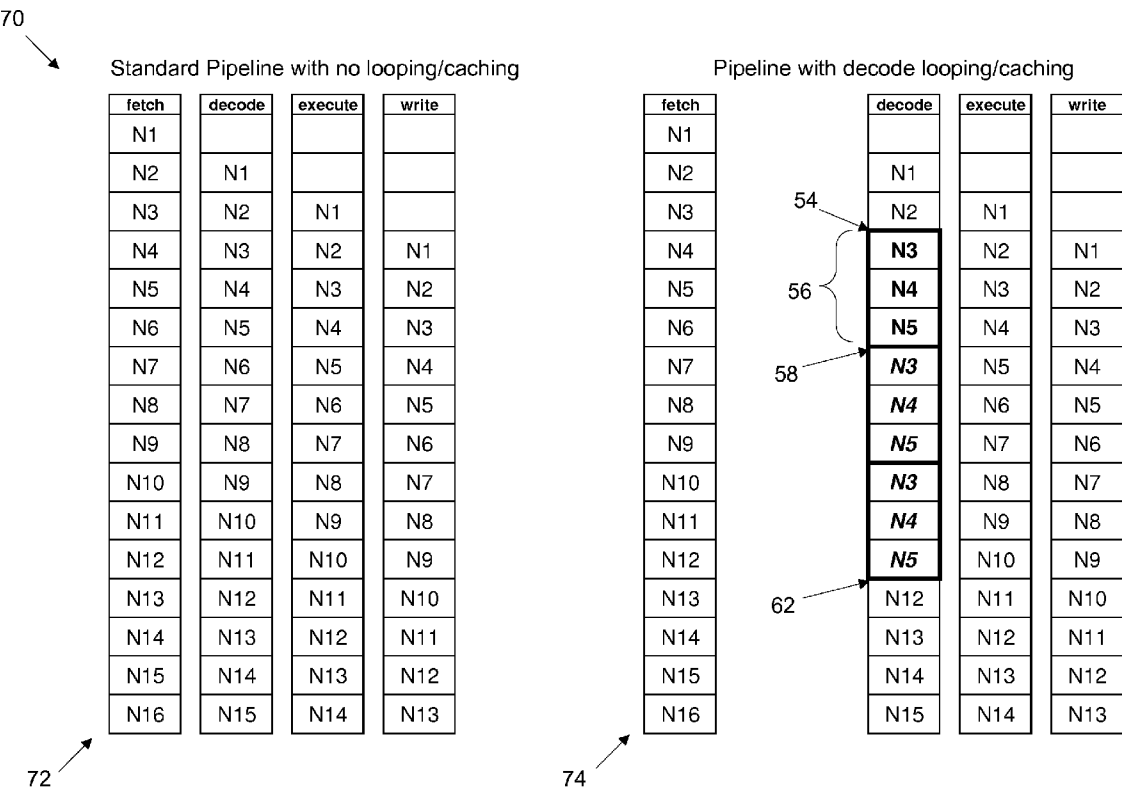 70
Standard Pipeline with no looping/caching Pipeline with decode looping/caching
fetch decode execute write fetch decode execute write
N1 N1
N2 N1 N2 N1
N3 N2 N1 54 N3 N2 N1
N4 N3 N2 N1 N4 N3 N2 N1
N5 N4 N3 N2 N5 56 N4 N3 N2
N6 N5 N4 N3 N6 N5 N4 N3
N7 N6 N5 N4 N7 58 N3 N5 N4
N8 N7 N6 N5 N8 N4 N6 N5
N9 N8 N7 N6 N9 N5 N7 N6
N10 N9 N8 N7 N10 N3 N8 N7
N11 N10 N9 N8 N11 N4 N9 N8
N12 N11 N10 N9 N12 N5 N10 N9
N13 N12 N11 N10 N13 62 N12 N11 N10
N14 N13 N12 N11 N14 N13 N12 N11
N15 N14 N13 N12 N15 N14 N13 N12
N16 N15 N14 N13 N16 N15 N14 N13
72 74